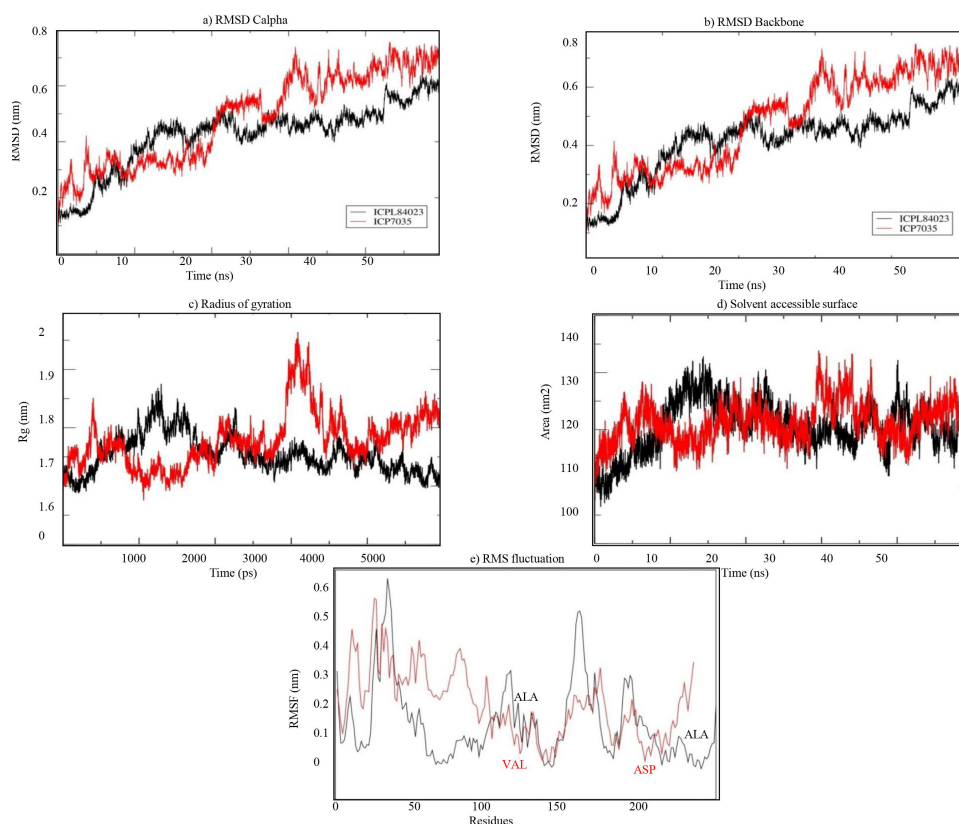 a) RMSD Calpha
0.8
0.6
0.4
0.2
RMSD (nm)
ICPL84023
ICP7035
0 10 20 30 40 50
Time (ns)
b) RMSD Backbone
0.8
0.6
0.4
0.2
RMSD (nm)
ICPL84023
ICP7035
0 10 20 30 40 50
Time (ns)
c) Radius of gyration
2
1.9
1.8
1.7
1.6
0
Rg (nm)
1000 2000 3000 4000 5000
Time (ps)
d) Solvent accessible surface
140
130
120
110
100
Area (nm2)
0 10 20 30 40 50
Time (ns)
e) RMS fluctuation
0.6
0.5
0.4
0.3
0.2
0.1
0
RMSF (nm)
ALA
ALA
VAL
ASP
0 50 100 150 200
Residues